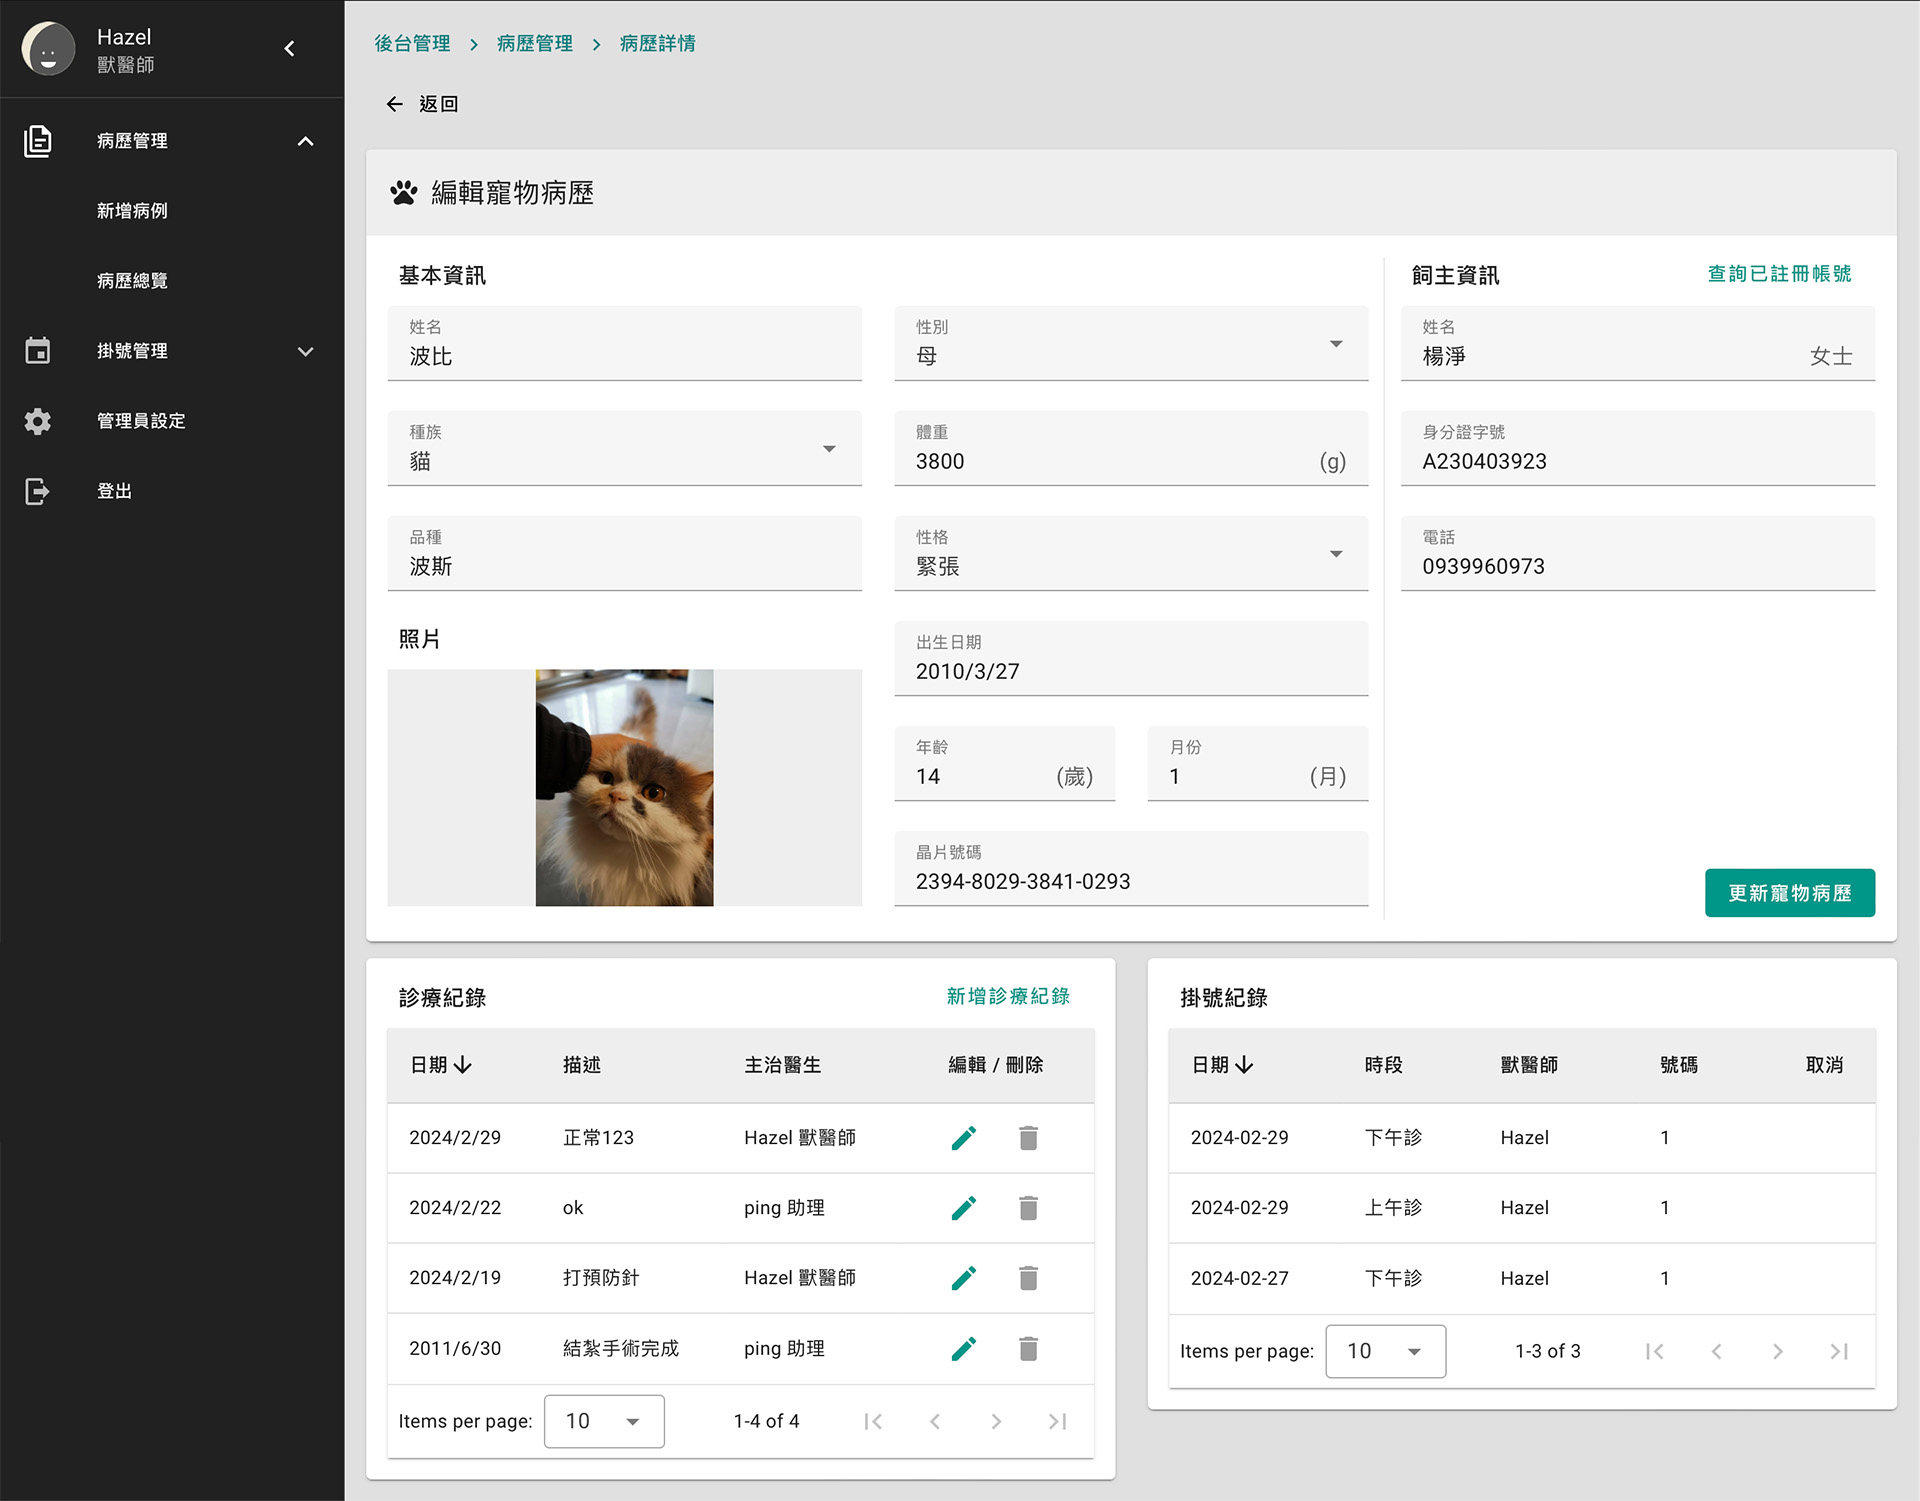 Hazel
獸醫師
病歷管理
新增病例
病歷總覽
掛號管理
管理員設定
登出
後台管理 > 病歷管理 > 病歷詳情
返回
編輯寵物病歷
基本資訊
姓名
波比
性別
母
種族
貓
體重
3800 (g)
品種
波斯
性格
緊張
照片
出生日期
2010/3/27
年齡
14 (歲)
月份
1 (月)
晶片號碼
2394-8029-3841-0293
飼主資訊 查詢已註冊帳號
姓名
楊淨 女士
身分證字號
A230403923
電話
0939960973
更新寵物病歷
診療紀錄 新增診療紀錄
日期 描述 主治醫生 編輯 / 刪除
2024/2/29 正常123 Hazel 獸醫師
2024/2/22 ok ping 助理
2024/2/19 打預防針 Hazel 獸醫師
2011/6/30 結紮手術完成 ping 助理
Items per page: 10 1-4 of 4
掛號紀錄
日期 時段 獸醫師 號碼 取消
2024-02-29 下午診 Hazel 1
2024-02-29 上午診 Hazel 1
2024-02-27 下午診 Hazel 1
Items per page: 10 1-3 of 3